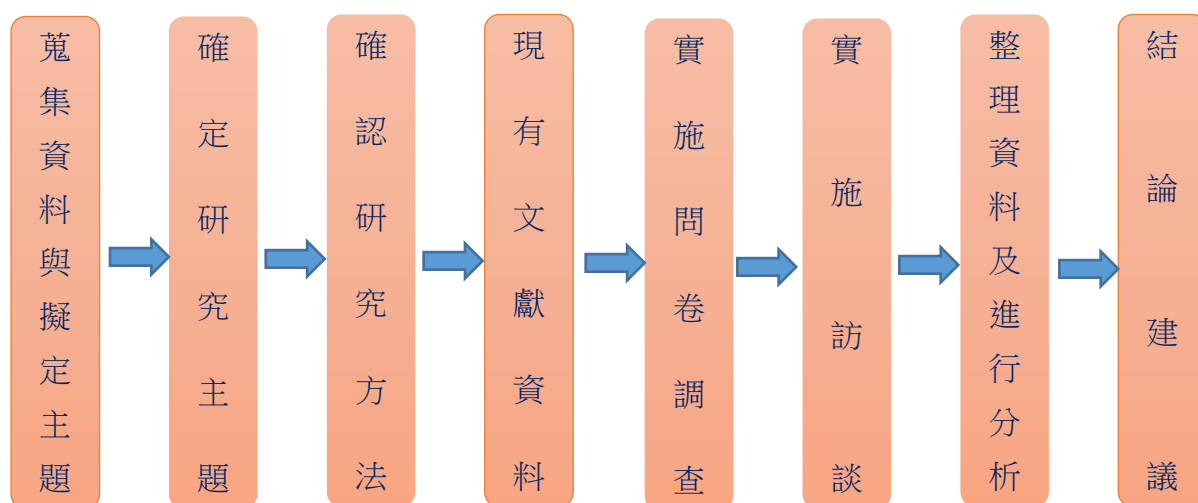 蒐集資料與擬定主題
確定研究主題
確認研究方法
現有文獻資料
實施問卷調查
實施訪談
整理資料及進行分析
結論建議